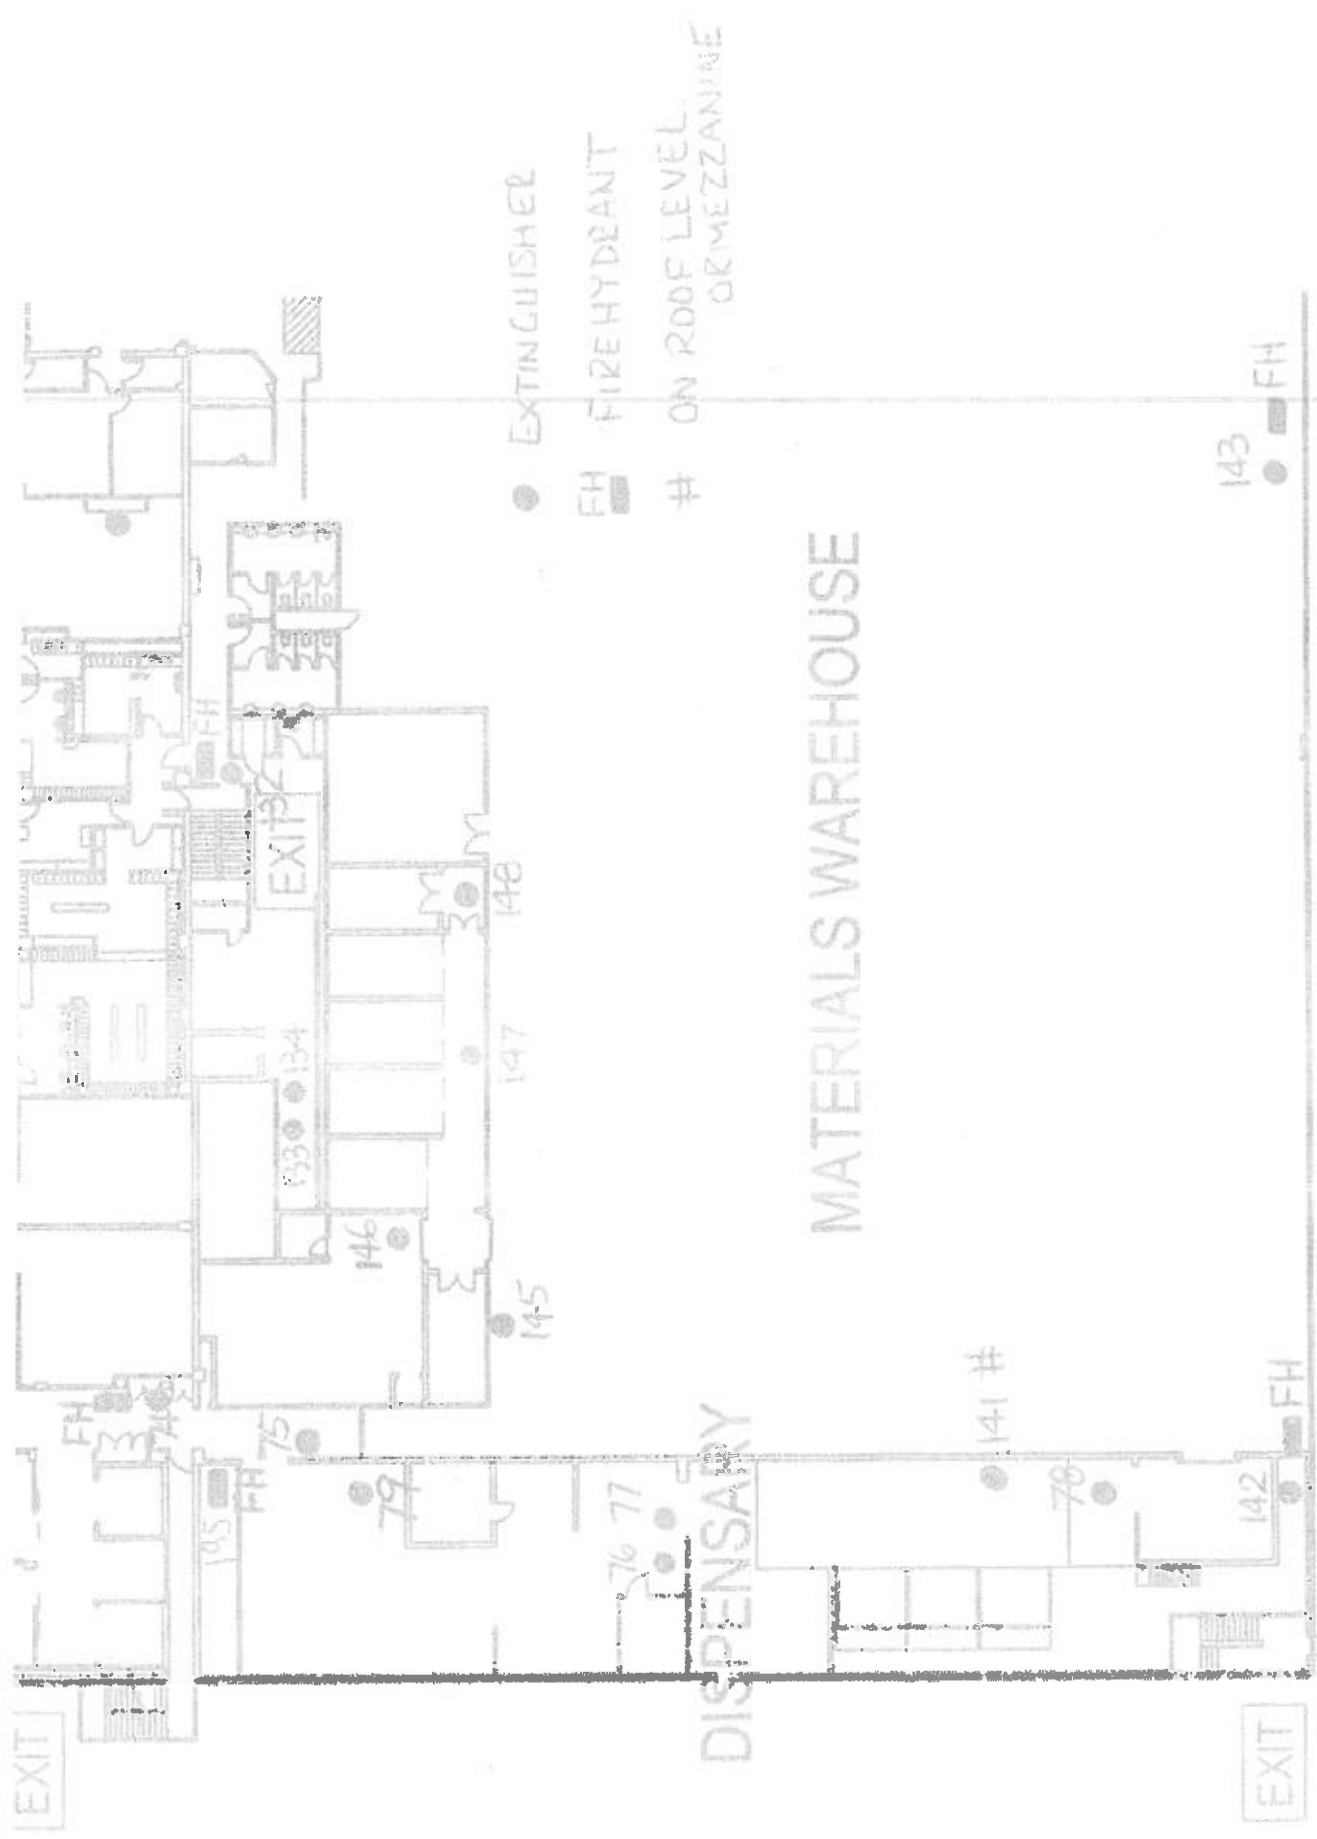 ● EXTINGUISHER
FH FIRE HYDRANT
# ON ROOF LEVEL
OR MEZZANINE
FH
132
EXIT
148
147
134
133
146
145
FH
74
75
FH
195
79
77
76
DISPENSARY
MATERIALS WAREHOUSE
141 #
78
142
FH
143
FH
EXIT
EXIT